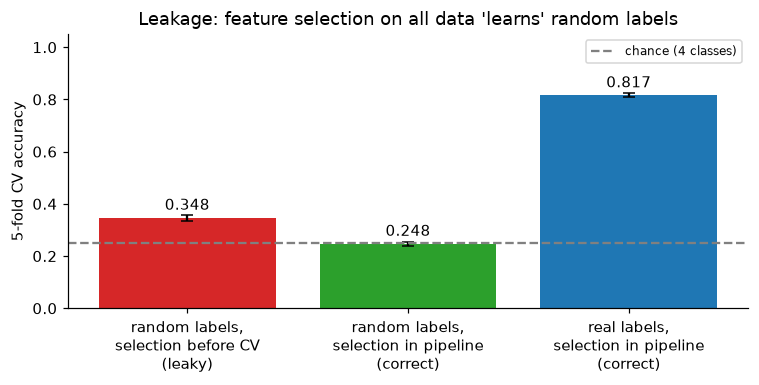 Leakage: feature selection on all data 'learns' random labels
chance (4 classes)
5-fold CV accuracy
1.0
0.8
0.6
0.4
0.2
0.0
0.348
0.248
0.817
random labels,
selection before CV
(leaky)
random labels,
selection in pipeline
(correct)
real labels,
selection in pipeline
(correct)